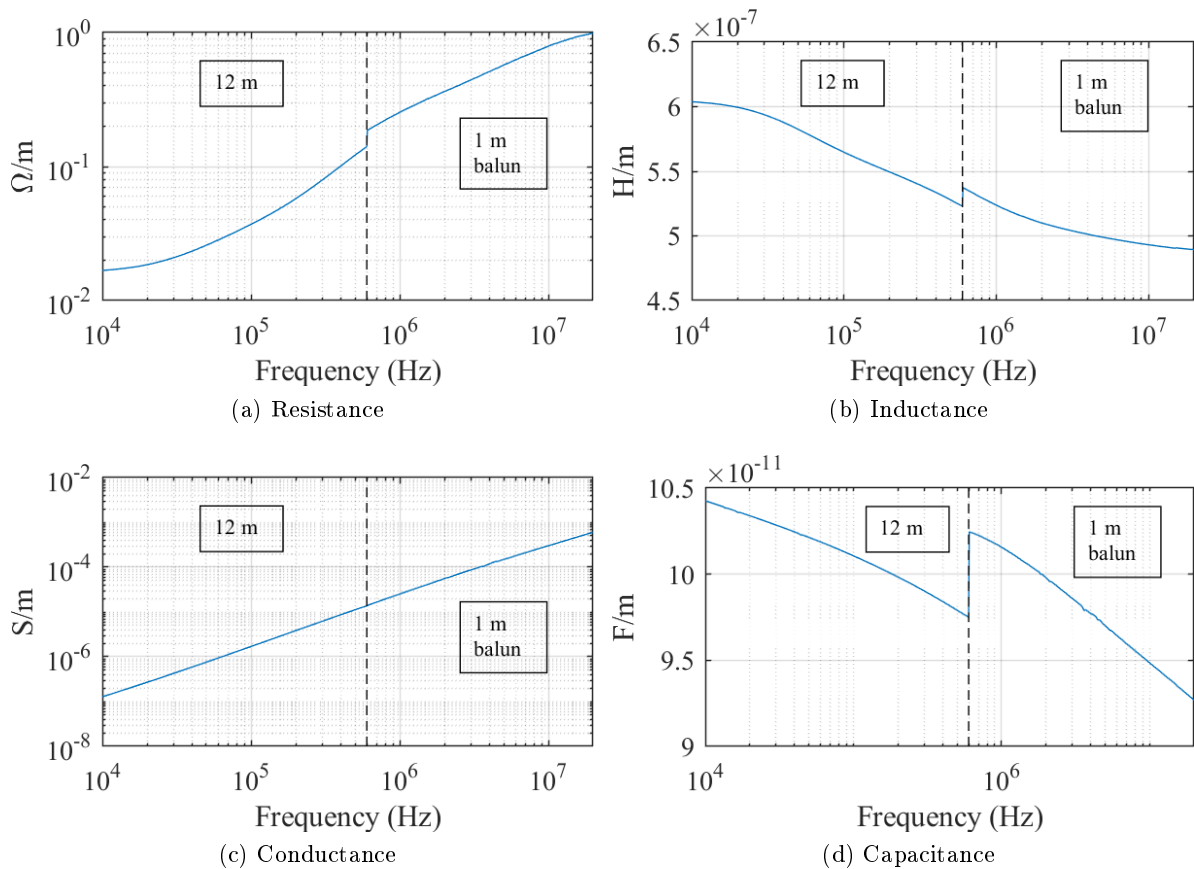 10^0
10^-1
10^-2
Ω/m
12 m
1 m
balun
10^4
10^5
10^6
10^7
Frequency (Hz)
(a) Resistance
×10^-7
6.5
6
5.5
5
4.5
H/m
12 m
1 m
balun
10^4
10^5
10^6
10^7
Frequency (Hz)
(b) Inductance
10^-2
10^-4
10^-6
10^-8
S/m
12 m
1 m
balun
10^4
10^5
10^6
10^7
Frequency (Hz)
(c) Conductance
×10^-11
10.5
10
9.5
9
F/m
12 m
1 m
balun
10^4
10^6
Frequency (Hz)
(d) Capacitance